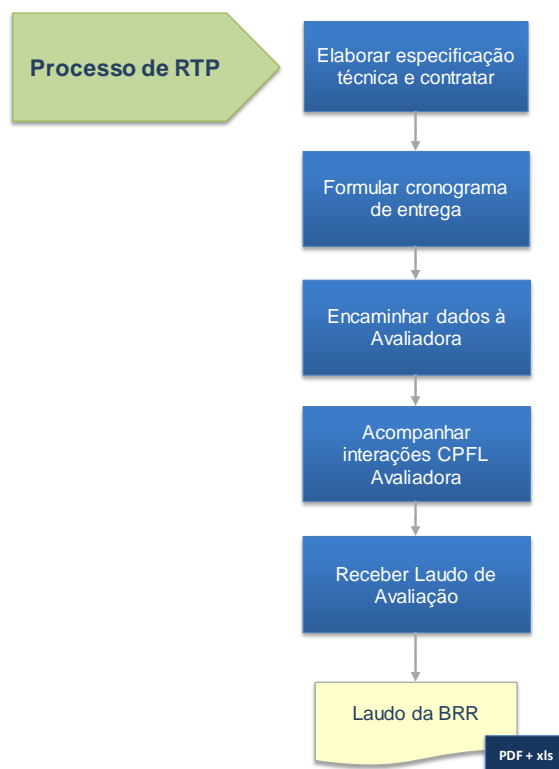 Processo de RTP
Elaborar especificação
técnica e contratar
Formular cronograma
de entrega
Encaminhar dados à
Avaliadora
Acompanhar
interações CPFL
Avaliadora
Receber Laudo de
Avaliação
Laudo da BRR
PDF + xls